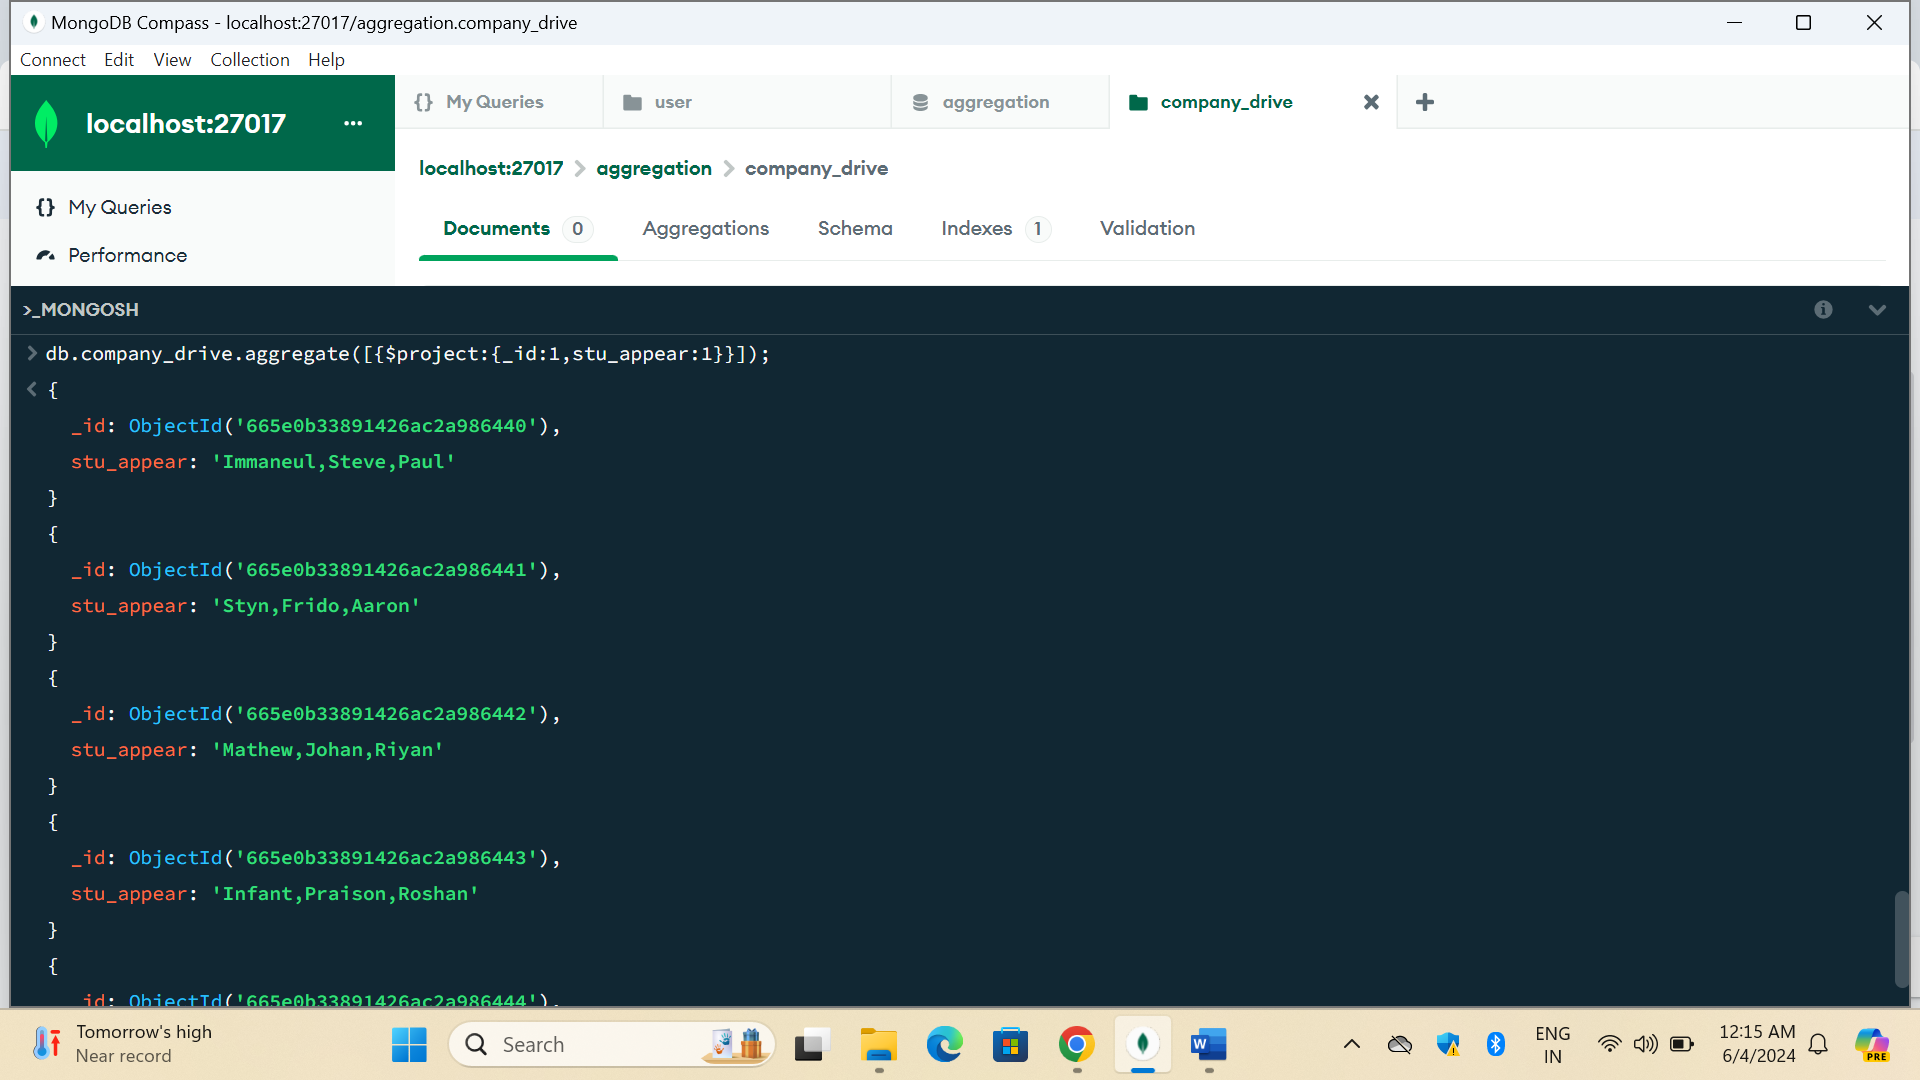 MongoDB Compass - localhost:27017/aggregation.company_drive
Connect Edit View Collection Help
localhost:27017 ...
{} My Queries
user
aggregation
company_drive
localhost:27017 > aggregation > company_drive
My Queries
Performance
Documents 0 Aggregations Schema Indexes 1 Validation
>_MONGOSH
> db.company_drive.aggregate([{$project:{_id:1,stu_appear:1}}]);
< {
_id: ObjectId('665e0b33891426ac2a986440'),
stu_appear: 'Immaneul,Steve,Paul'
}
{
_id: ObjectId('665e0b33891426ac2a986441'),
stu_appear: 'Styn,Frido,Aaron'
}
{
_id: ObjectId('665e0b33891426ac2a986442'),
stu_appear: 'Mathew,Johan,Riyan'
}
{
_id: ObjectId('665e0b33891426ac2a986443'),
stu_appear: 'Infant,Praison,Roshan'
}
{
_id: ObjectId('665e0b33891426ac2a986444'),
Tomorrow's high
Near record
Search
W
ENG
IN
12:15 AM
6/4/2024
PRE